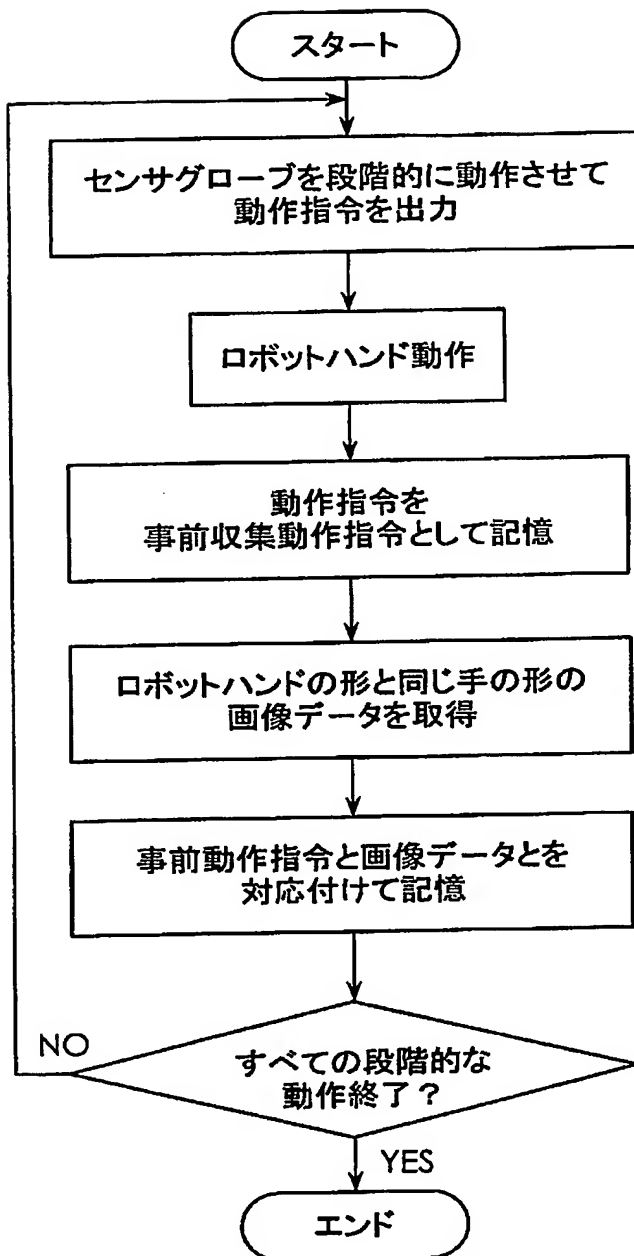 スタート
センサグローブを段階的に動作させて
動作指令を出力
ロボットハンド動作
動作指令を
事前収集動作指令として記憶
ロボットハンドの形と同じ手の形の
画像データを取得
事前動作指令と画像データとを
対応付けて記憶
NO
すべての段階的な
動作終了？
YES
エンド